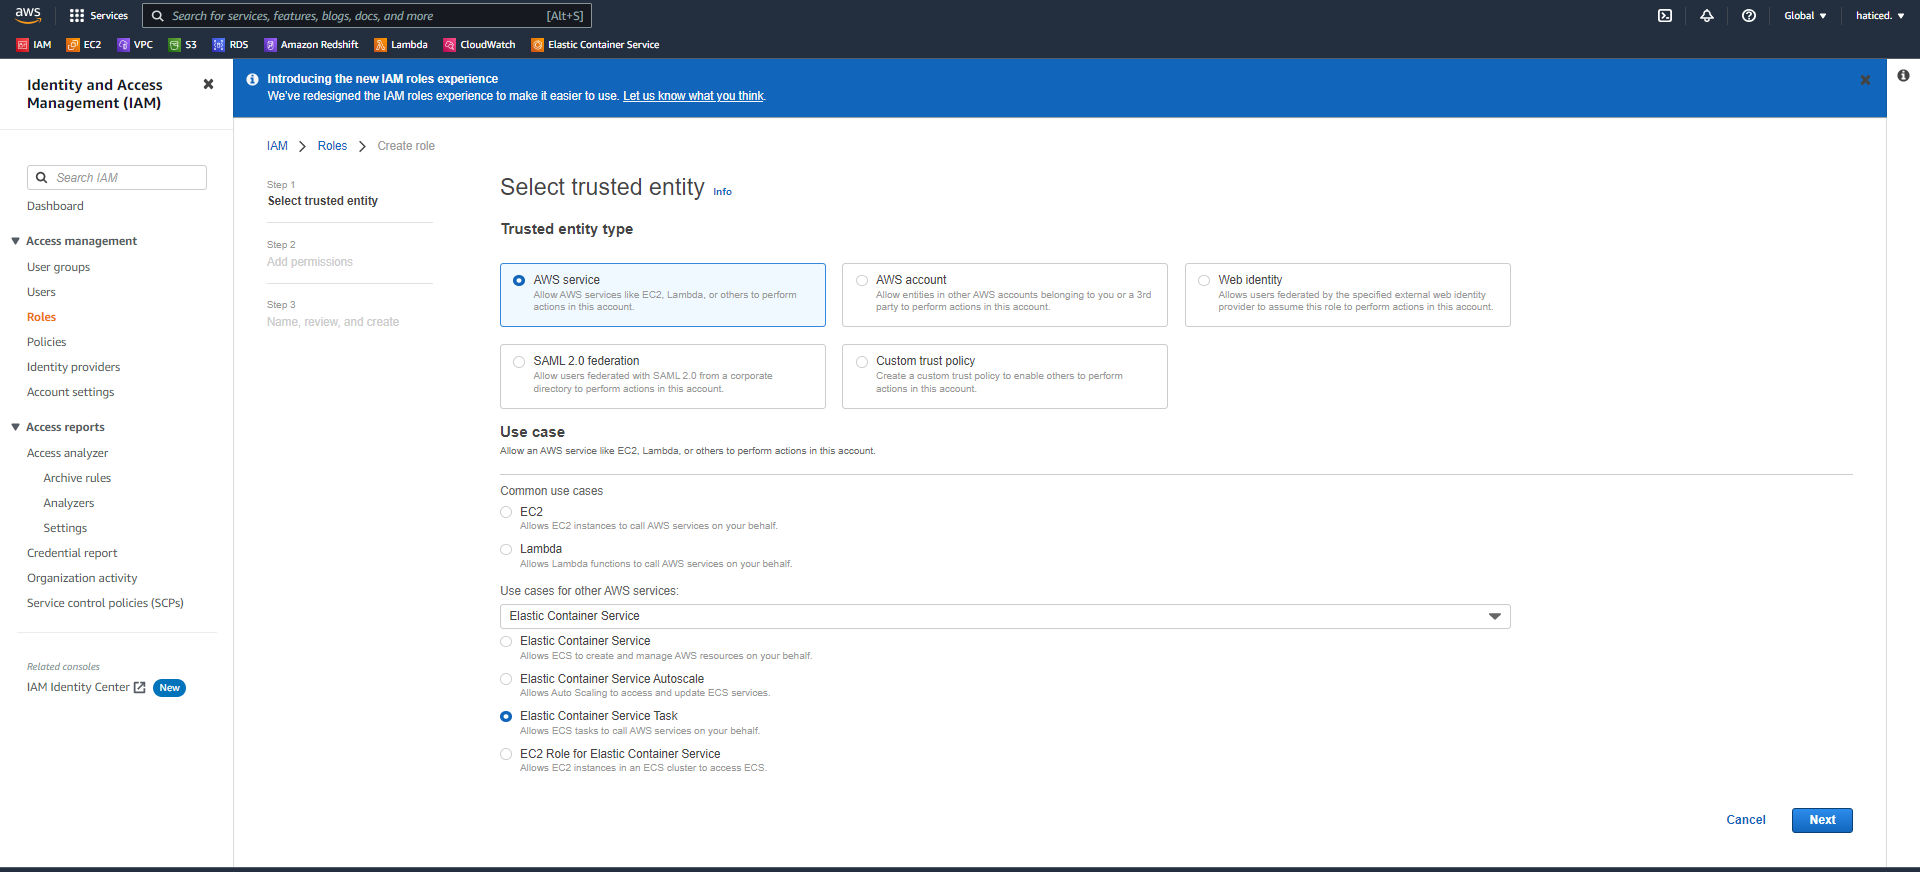 aws
Services
Search for services, features, blogs, docs, and more
[Alt+S]
Global
haticed.
IAM
EC2
VPC
S3
RDS
Amazon Redshift
Lambda
CloudWatch
Elastic Container Service
Identity and Access
Management (IAM)
Search IAM
Dashboard
Access management
User groups
Users
Roles
Policies
Identity providers
Account settings
Access reports
Access analyzer
Archive rules
Analyzers
Settings
Credential report
Organization activity
Service control policies (SCPs)
Related consoles
IAM Identity Center
New
Introducing the new IAM roles experience
We've redesigned the IAM roles experience to make it easier to use. Let us know what you think.
IAM
Roles
Create role
Step 1
Select trusted entity
Step 2
Add permissions
Step 3
Name, review, and create
Select trusted entity
Info
Trusted entity type
AWS service
Allow AWS services like EC2, Lambda, or others to perform
actions in this account.
AWS account
Allow entities in other AWS accounts belonging to you or a 3rd
party to perform actions in this account.
Web identity
Allows users federated by the specified external web identity
provider to assume this role to perform actions in this account.
SAML 2.0 federation
Allow users federated with SAML 2.0 from a corporate
directory to perform actions in this account.
Custom trust policy
Create a custom trust policy to enable others to perform
actions in this account.
Use case
Allow an AWS service like EC2, Lambda, or others to perform actions in this account.
Common use cases
EC2
Allows EC2 instances to call AWS services on your behalf.
Lambda
Allows Lambda functions to call AWS services on your behalf.
Use cases for other AWS services:
Elastic Container Service
Elastic Container Service
Allows ECS to create and manage AWS resources on your behalf.
Elastic Container Service Autoscale
Allows Auto Scaling to access and update ECS services.
Elastic Container Service Task
Allows ECS tasks to call AWS services on your behalf.
EC2 Role for Elastic Container Service
Allows EC2 instances in an ECS cluster to access ECS.
Cancel
Next